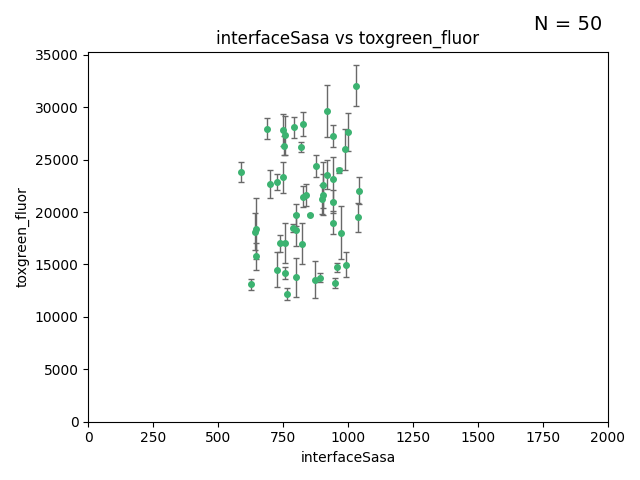 N = 50
interfaceSasa vs toxgreen_fluor
35000
30000
25000
20000
15000
10000
5000
0
toxgreen_fluor
0 250 500 750 1000 1250 1500 1750 2000
interfaceSasa